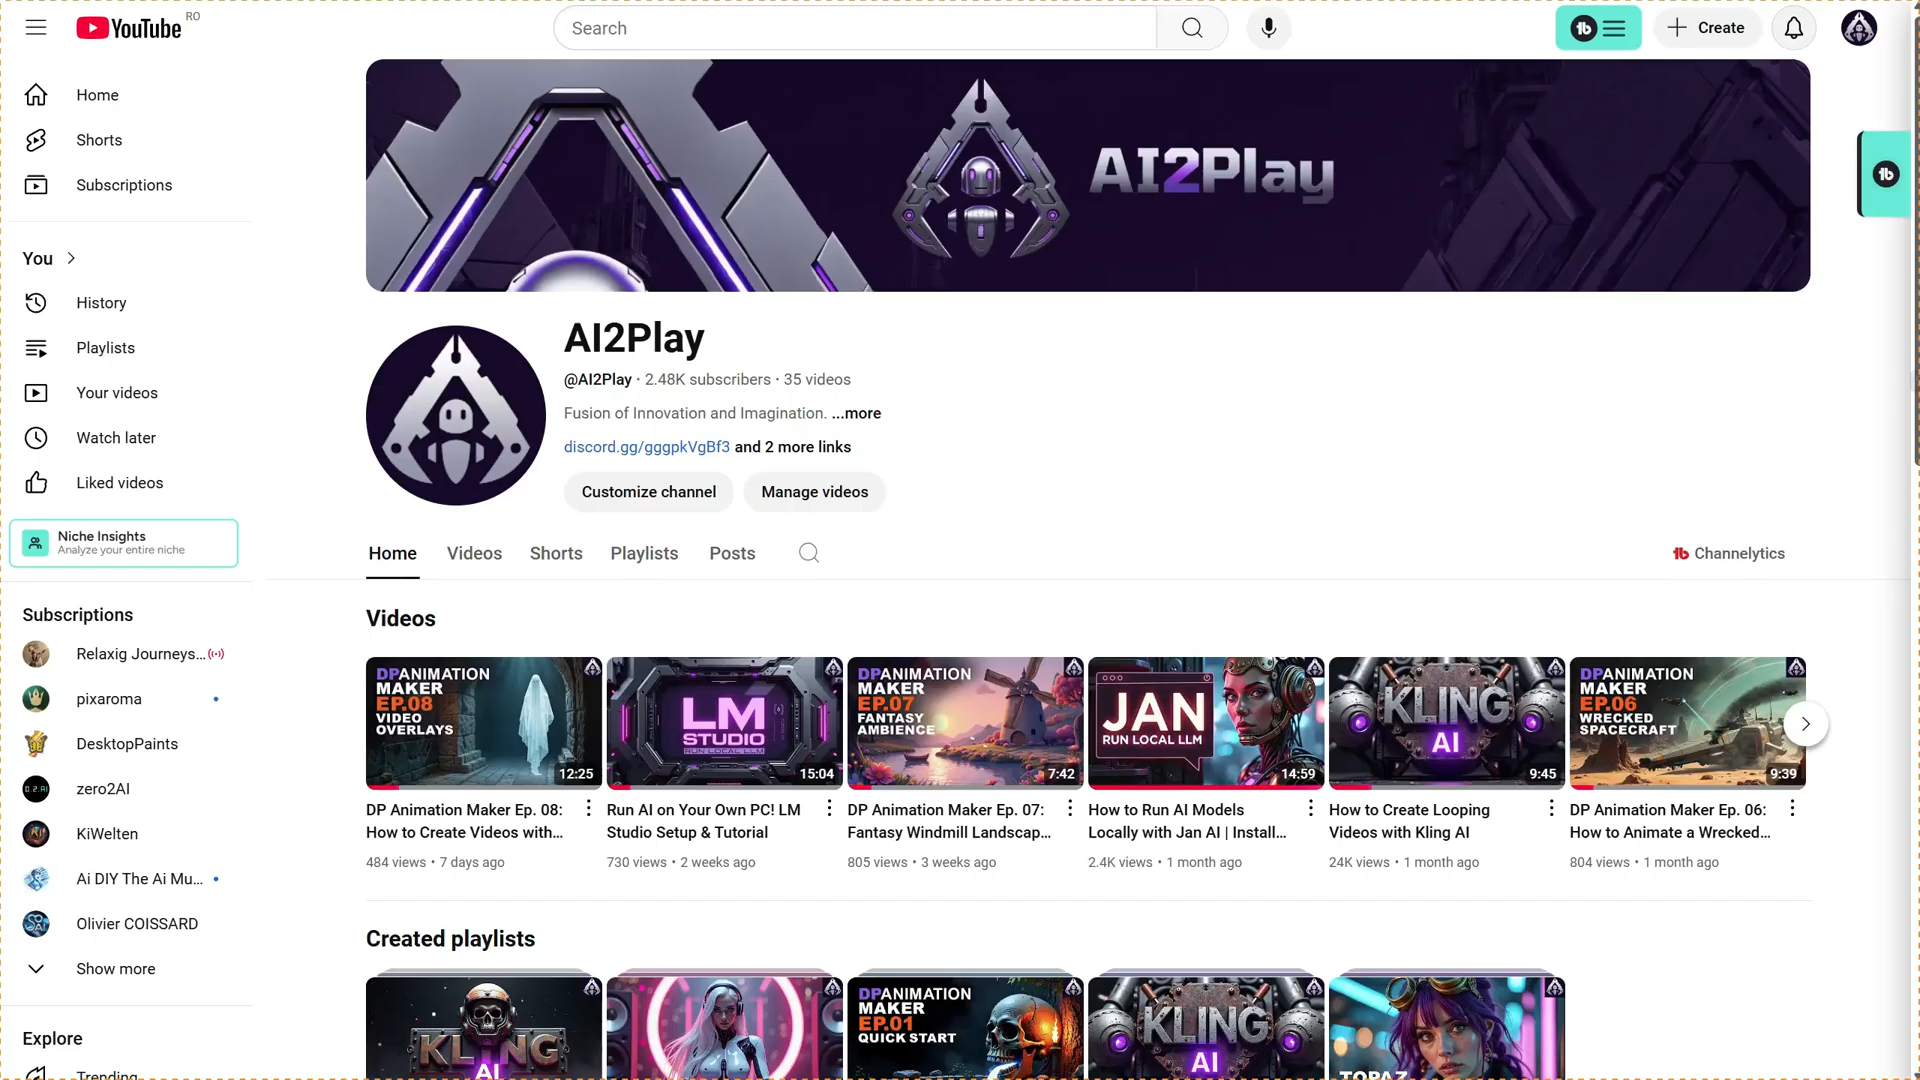 YouTube RO
Search
Create
Home
Shorts
Subscriptions
You
History
Playlists
Your videos
Watch later
Liked videos
Niche Insights
Analyze your entire niche
Subscriptions
Relaxig Journeys...
pixaroma
DesktopPaints
zero2AI
KiWelten
Ai DIY The Ai Mu...
Olivier COISSARD
Show more
Explore
Trending
AI2Play
AI2Play
@AI2Play · 2.48K subscribers · 35 videos
Fusion of Innovation and Imagination. ...more
discord.gg/gggpkVgBf3 and 2 more links
Customize channel Manage videos
Home Videos Shorts Playlists Posts
Channelytics
Videos
DPANIMATION
MAKER
EP.08
VIDEO
OVERLAYS
12:25
DP Animation Maker Ep. 08:
How to Create Videos with...
484 views • 7 days ago
LM
STUDIO
RUN LOCAL LLM
15:04
Run AI on Your Own PC! LM
Studio Setup & Tutorial
730 views • 2 weeks ago
DPANIMATION
MAKER
EP.07
FANTASY
AMBIENCE
7:42
DP Animation Maker Ep. 07:
Fantasy Windmill Landscap...
805 views • 3 weeks ago
JAN
RUN LOCAL LLM
14:59
How to Run AI Models
Locally with Jan AI | Install...
2.4K views • 1 month ago
KLING
AI
9:45
How to Create Looping
Videos with Kling AI
24K views • 1 month ago
DPANIMATION
MAKER
EP.06
WRECKED
SPACECRAFT
9:39
DP Animation Maker Ep. 06:
How to Animate a Wrecked...
804 views • 1 month ago
Created playlists
KLING
AI
DPANIMATION
MAKER
EP.01
QUICK START
KLING
AI
TOPAZ